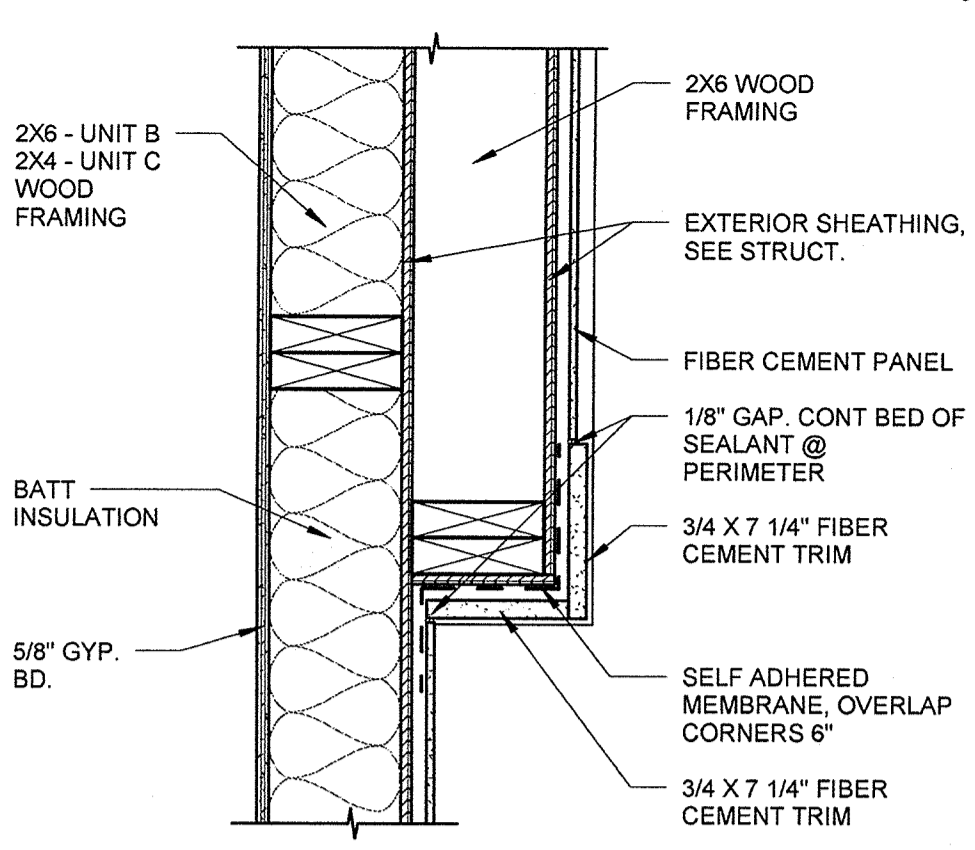 2X6 - UNIT B
2X4 - UNIT C
WOOD
FRAMING
BATT
INSULATION
5/8" GYP.
BD.
2X6 WOOD
FRAMING
EXTERIOR SHEATHING,
SEE STRUCT.
FIBER CEMENT PANEL
1/8" GAP. CONT BED OF
SEALANT @
PERIMETER
3/4 X 7 1/4" FIBER
CEMENT TRIM
SELF ADHERED
MEMBRANE, OVERLAP
CORNERS 6"
3/4 X 7 1/4" FIBER
CEMENT TRIM